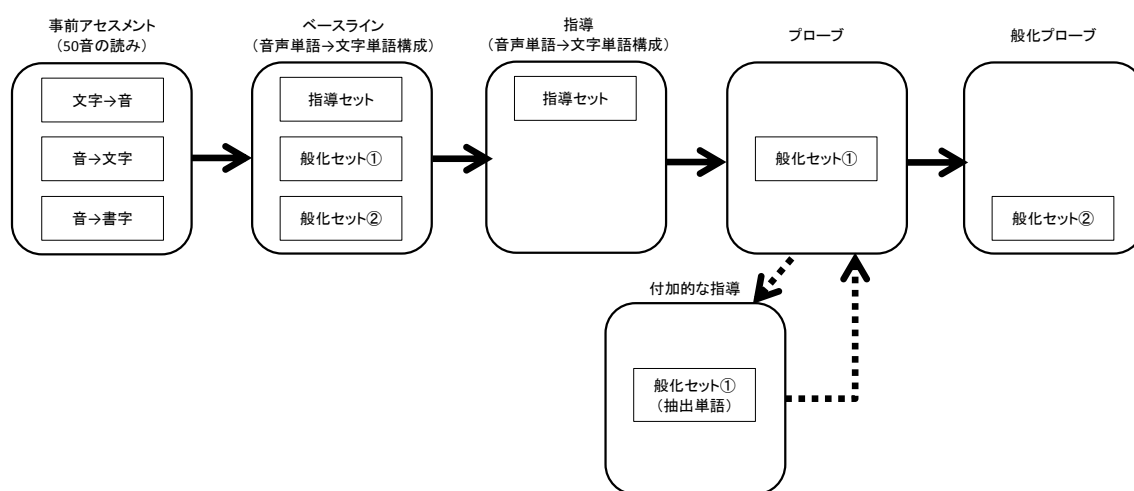 事前アセスメント
（50音の読み）
文字→音
音→文字
音→書字
ベースライン
（音声単語→文字単語構成）
指導セット
般化セット①
般化セット②
指導
（音声単語→文字単語構成）
指導セット
プローブ
般化セット①
般化プローブ
般化セット②
付加的な指導
般化セット①
（抽出単語）